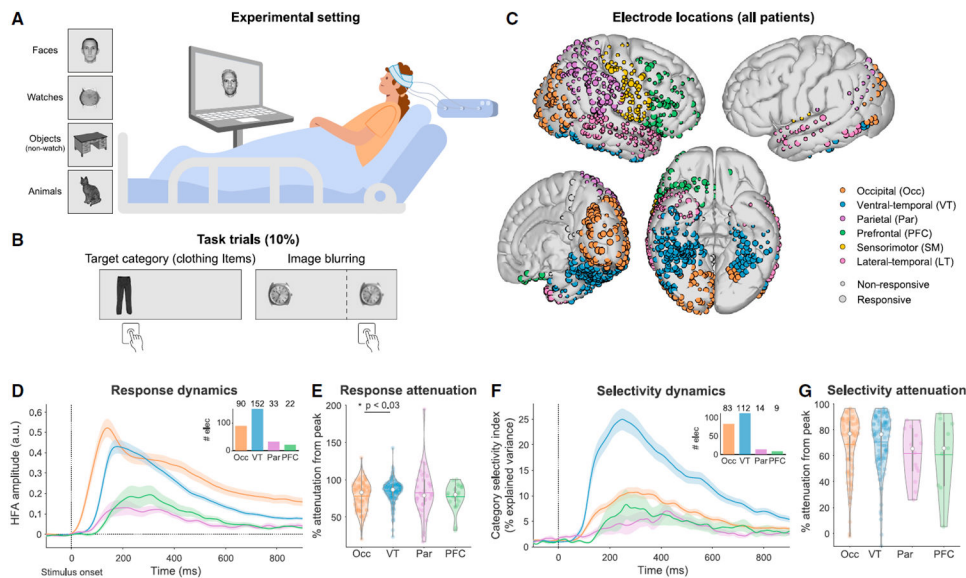 A
Experimental setting
Faces
Watches
Objects
(non-watch)
Animals
B
Task trials (10%)
Target category (clothing Items)
Image blurring
C
Electrode locations (all patients)
Occipital (Occ)
Ventral-temporal (VT)
Parietal (Par)
Prefrontal (PFC)
Sensorimotor (SM)
Lateral-temporal (LT)
Non-responsive
Responsive
D
Response dynamics
HFA amplitude (a.u.)
0,6
0,5
0.4
0.3
0.2
0.1
0
0
200
400
600
800
Stimulus onset
Time (ms)
# elec
90 152 33 22
Occ VT Par PFC
E
Response attenuation
* p < 0.03
% attenuation from peak
200
150
100
50
0
Occ VT Par PFC
F
Selectivity dynamics
Category selectivity index
(% explained variance)
25
20
15
10
5
0
0
200
400
600
800
Time (ms)
# elec
83 112 14 9
Occ VT Par PFC
G
Selectivity attenuation
% attenuation from peak
100
80
60
40
20
0
Occ VT Par PFC